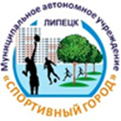 Муниципальное автономное учреждение
ЛИПЕЦК
"СПОРТИВНЫЙ ГОРОД"